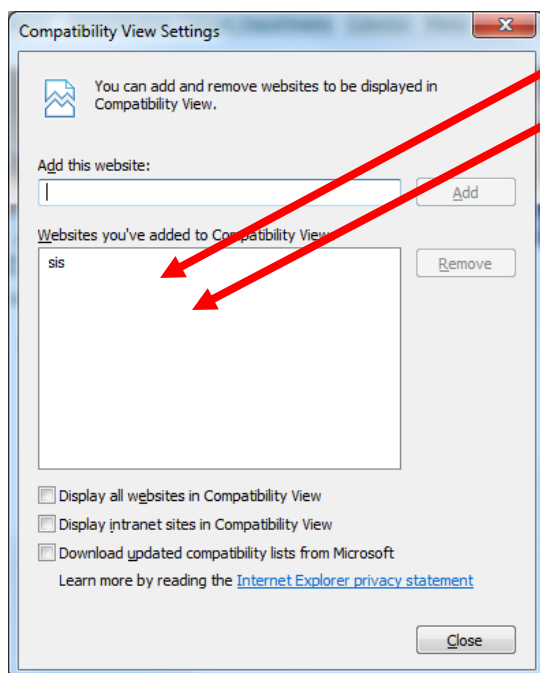 Compatibility View Settings
You can add and remove websites to be displayed in
Compatibility View.
Add this website:
Add
Websites you've added to Compatibility View
sis
Remove
Display all websites in Compatibility View
Display intranet sites in Compatibility View
Download updated compatibility lists from Microsoft
Learn more by reading the Internet Explorer privacy statement
Close